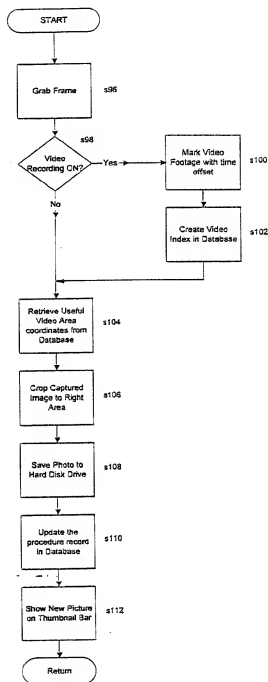 START
Grab Frame
s96
s98
Video
Recording ON?
Yes
Mark Video
Footage with time
offset
s100
No
Create Video
Index in Database
s102
Retrieve Useful
Video Area
coordinates from
Database
s104
Crop Captured
Image to Right
Area
s106
Save Photo to
Hard Disk Drive
s108
Update the
procedure record
in Database
s110
Show New Picture
on Thumbnail Bar
s112
Return